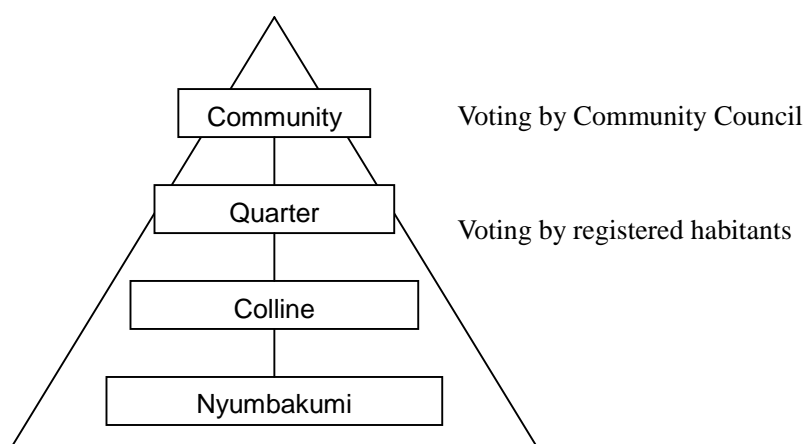 Community
Voting by Community Council
Quarter
Voting by registered habitants
Colline
Nyumbakumi